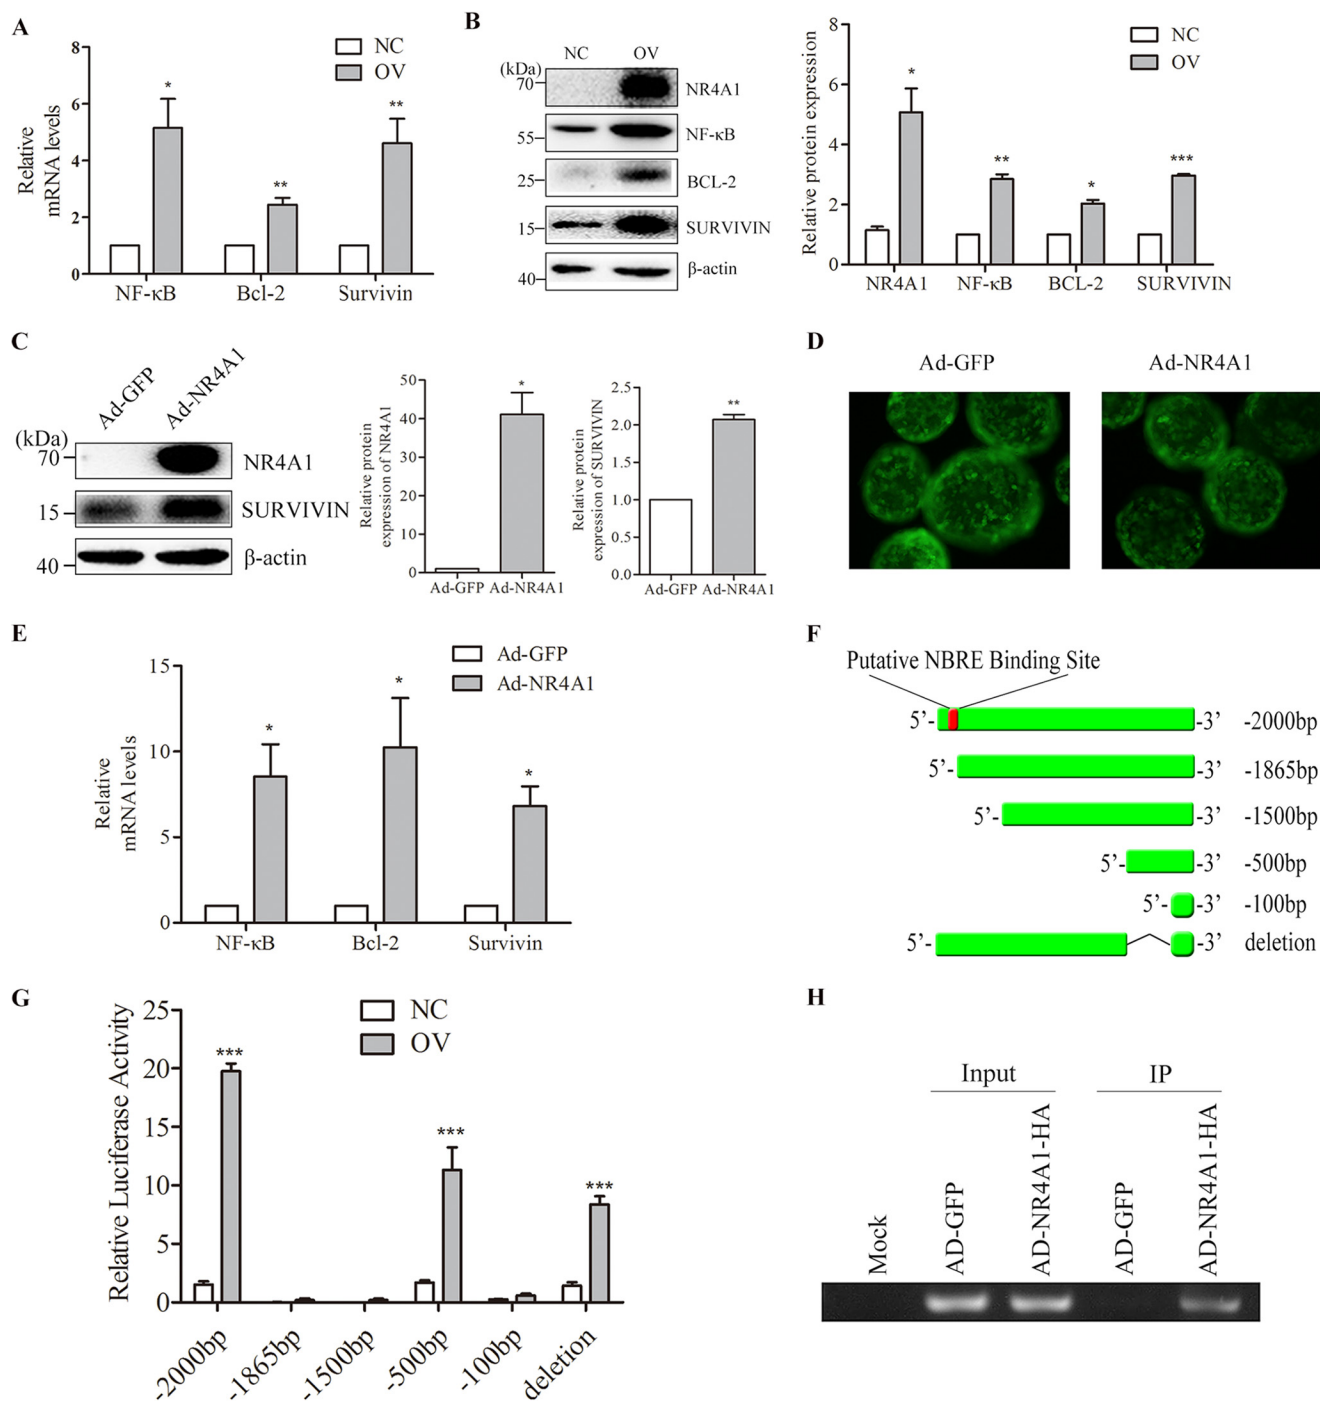 A
Relative
mRNA levels
8
6
4
2
0
NC
OV
*
**
**
NF-κB
Bcl-2
Survivin
B
NC
OV
(kDa)
70
NR4A1
55
NF-κB
25
BCL-2
15
SURVIVIN
40
β-actin
Relative protein expression
8
6
4
2
0
NC
OV
*
**
*
***
NR4A1
NF-κB
BCL-2
SURVIVIN
C
Ad-GFP
Ad-NR4A1
(kDa)
70
NR4A1
15
SURVIVIN
40
β-actin
Relative protein
expression of NR4A1
50
40
30
20
10
0
*
Ad-GFP
Ad-NR4A1
Relative protein
expression of SURVIVIN
2.5
2.0
1.5
1.0
0.5
0.0
**
Ad-GFP
Ad-NR4A1
D
Ad-GFP
Ad-NR4A1
E
Relative
mRNA levels
15
10
5
0
Ad-GFP
Ad-NR4A1
*
*
*
NF-κB
Bcl-2
Survivin
F
Putative NBRE Binding Site
5'- -3' -2000bp
5'- -3' -1865bp
5'- -3' -1500bp
5'- -3' -500bp
5'- -3' -100bp
5'- -3' deletion
G
Relative Luciferase Activity
25
20
15
10
5
0
NC
OV
***
***
***
-2000bp
-1865bp
-1500bp
-500bp
-100bp
deletion
H
Input
IP
Mock
AD-GFP
AD-NR4A1-HA
AD-GFP
AD-NR4A1-HA